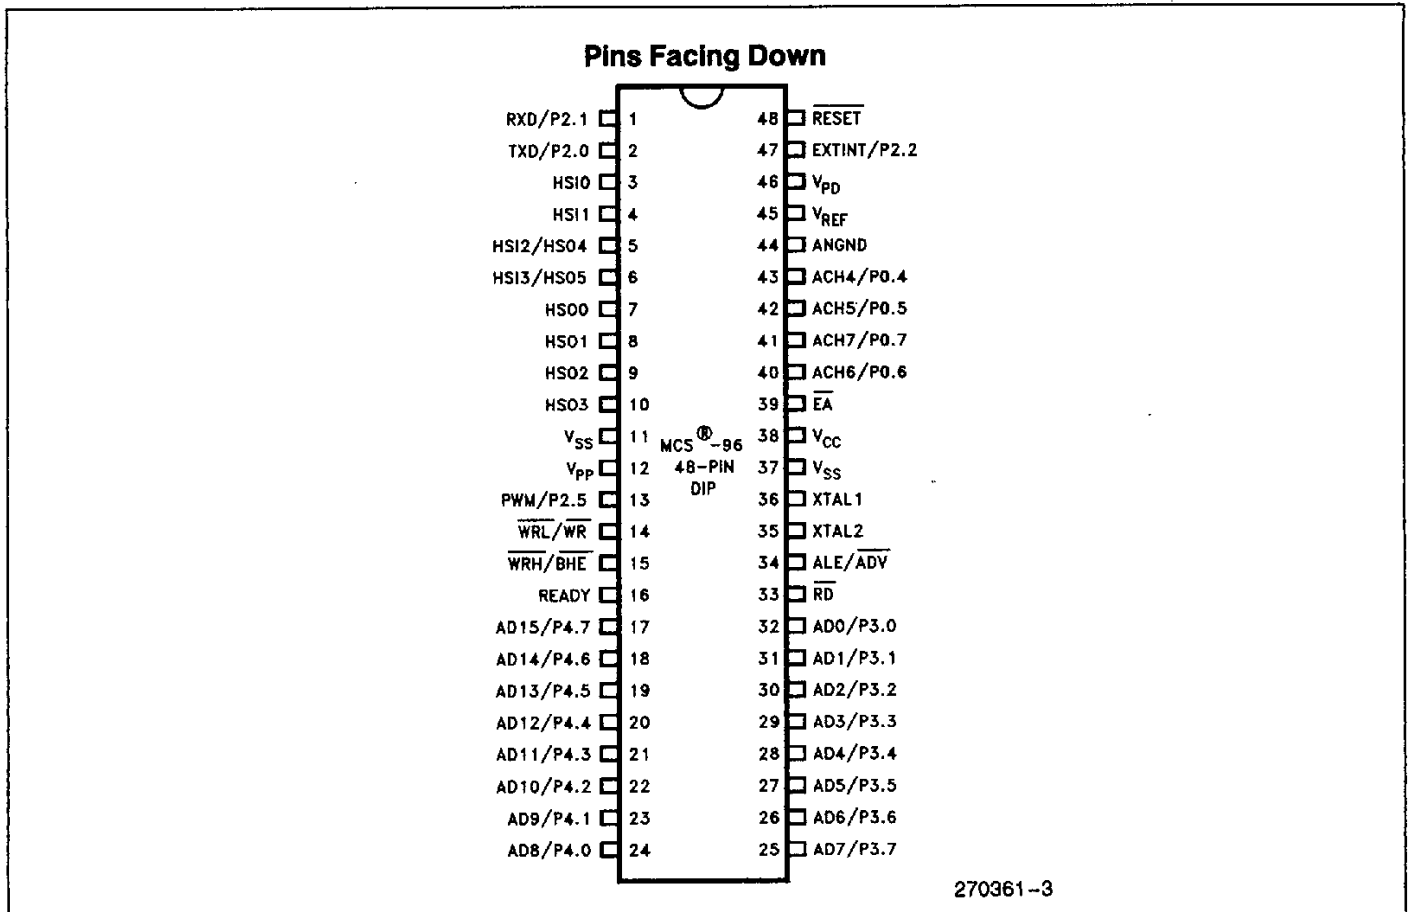 Pins Facing Down
RXD/P2.1 1 48 RESET
TXD/P2.0 2 47 EXTINT/P2.2
HSI0 3 46 VPD
HSI1 4 45 VREF
HSI2/HSO4 5 44 ANGND
HSI3/HSO5 6 43 ACH4/P0.4
HSO0 7 42 ACH5/P0.5
HSO1 8 41 ACH7/P0.7
HSO2 9 40 ACH6/P0.6
HSO3 10 39 EA
VSS 11 MCS®-96 38 VCC
VPP 12 48-PIN 37 VSS
DIP
PWM/P2.5 13 36 XTAL1
WRL/WR 14 35 XTAL2
WRH/BHE 15 34 ALE/ADV
READY 16 33 RD
AD15/P4.7 17 32 AD0/P3.0
AD14/P4.6 18 31 AD1/P3.1
AD13/P4.5 19 30 AD2/P3.2
AD12/P4.4 20 29 AD3/P3.3
AD11/P4.3 21 28 AD4/P3.4
AD10/P4.2 22 27 AD5/P3.5
AD9/P4.1 23 26 AD6/P3.6
AD8/P4.0 24 25 AD7/P3.7
270361-3